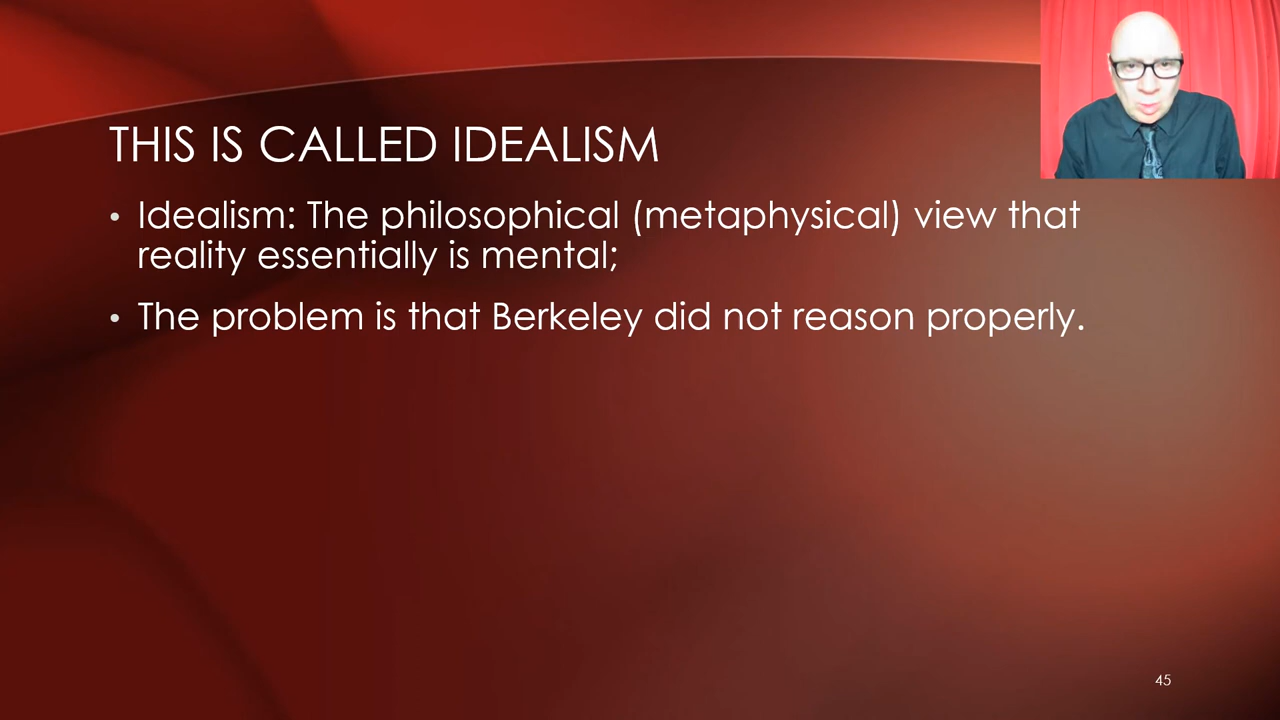 THIS IS CALLED IDEALISM
• Idealism: The philosophical (metaphysical) view that
reality essentially is mental;
• The problem is that Berkeley did not reason properly.
45